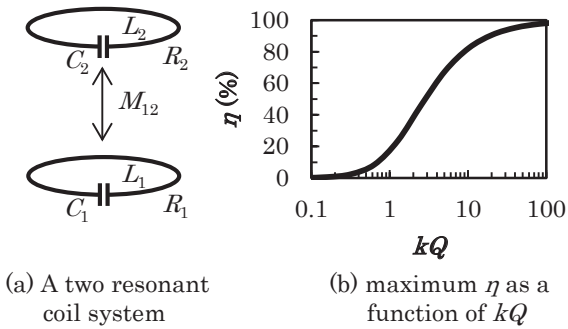 L₂
C₂
R₂
M₁₂
L₁
C₁
R₁
(a) A two resonant
coil system
η (%)
100
80
60
40
20
0
0.1 1 10 100
kQ
(b) maximum η as a
function of kQ